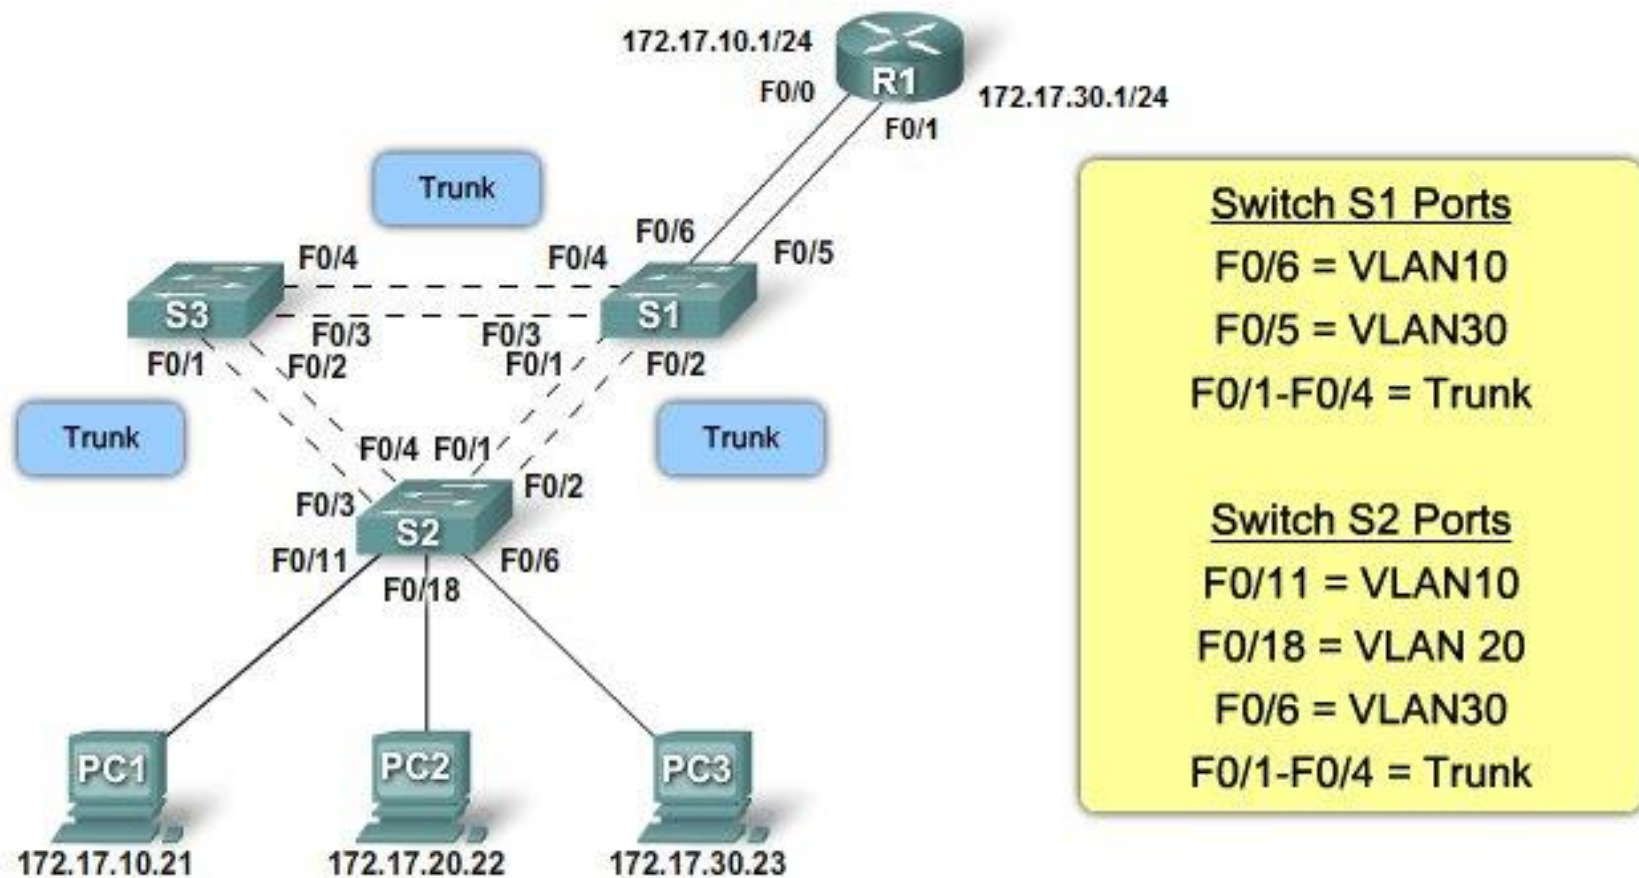 172.17.10.1/24
R1
F0/0
172.17.30.1/24
F0/1
Trunk
F0/6
F0/5
F0/4
F0/4
S3
S1
F0/3
F0/3
F0/1
F0/2
F0/1
F0/2
Trunk
Trunk
F0/4
F0/1
F0/3
F0/2
S2
F0/11
F0/18
F0/6
PC1
PC2
PC3
172.17.10.21
172.17.20.22
172.17.30.23
Switch S1 Ports
F0/6 = VLAN10
F0/5 = VLAN30
F0/1-F0/4 = Trunk
Switch S2 Ports
F0/11 = VLAN10
F0/18 = VLAN 20
F0/6 = VLAN30
F0/1-F0/4 = Trunk